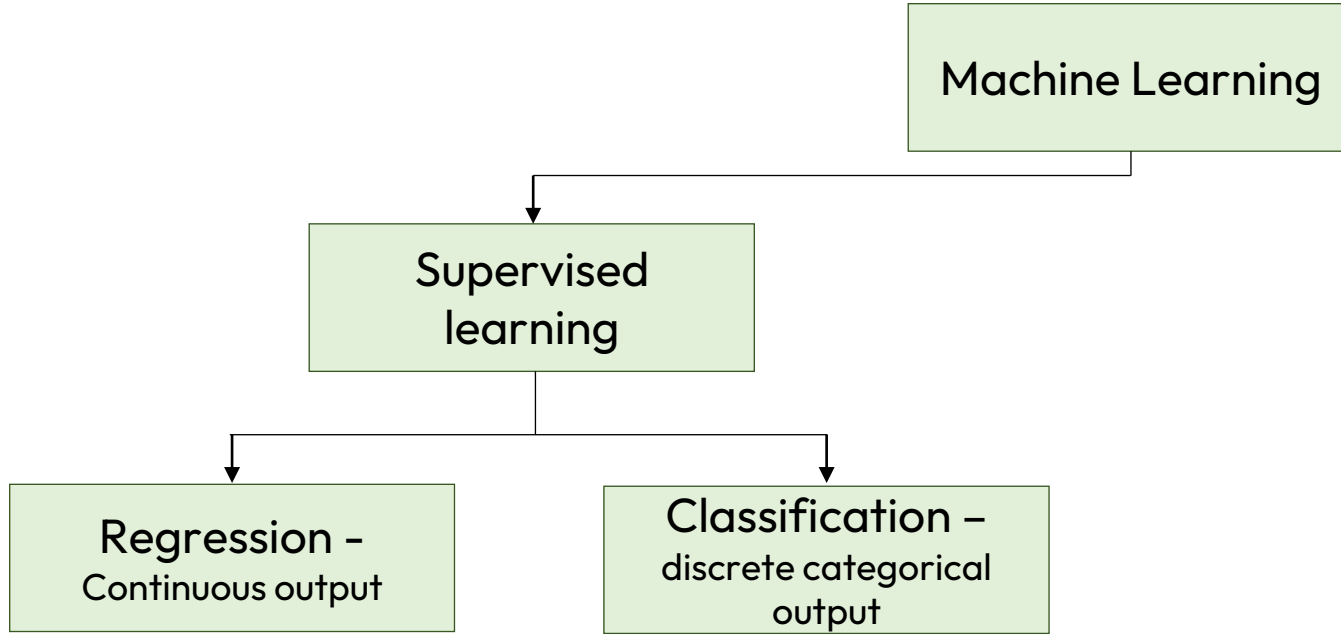 Machine Learning
Supervised
learning
Regression -
Continuous output
Classification –
discrete categorical
output